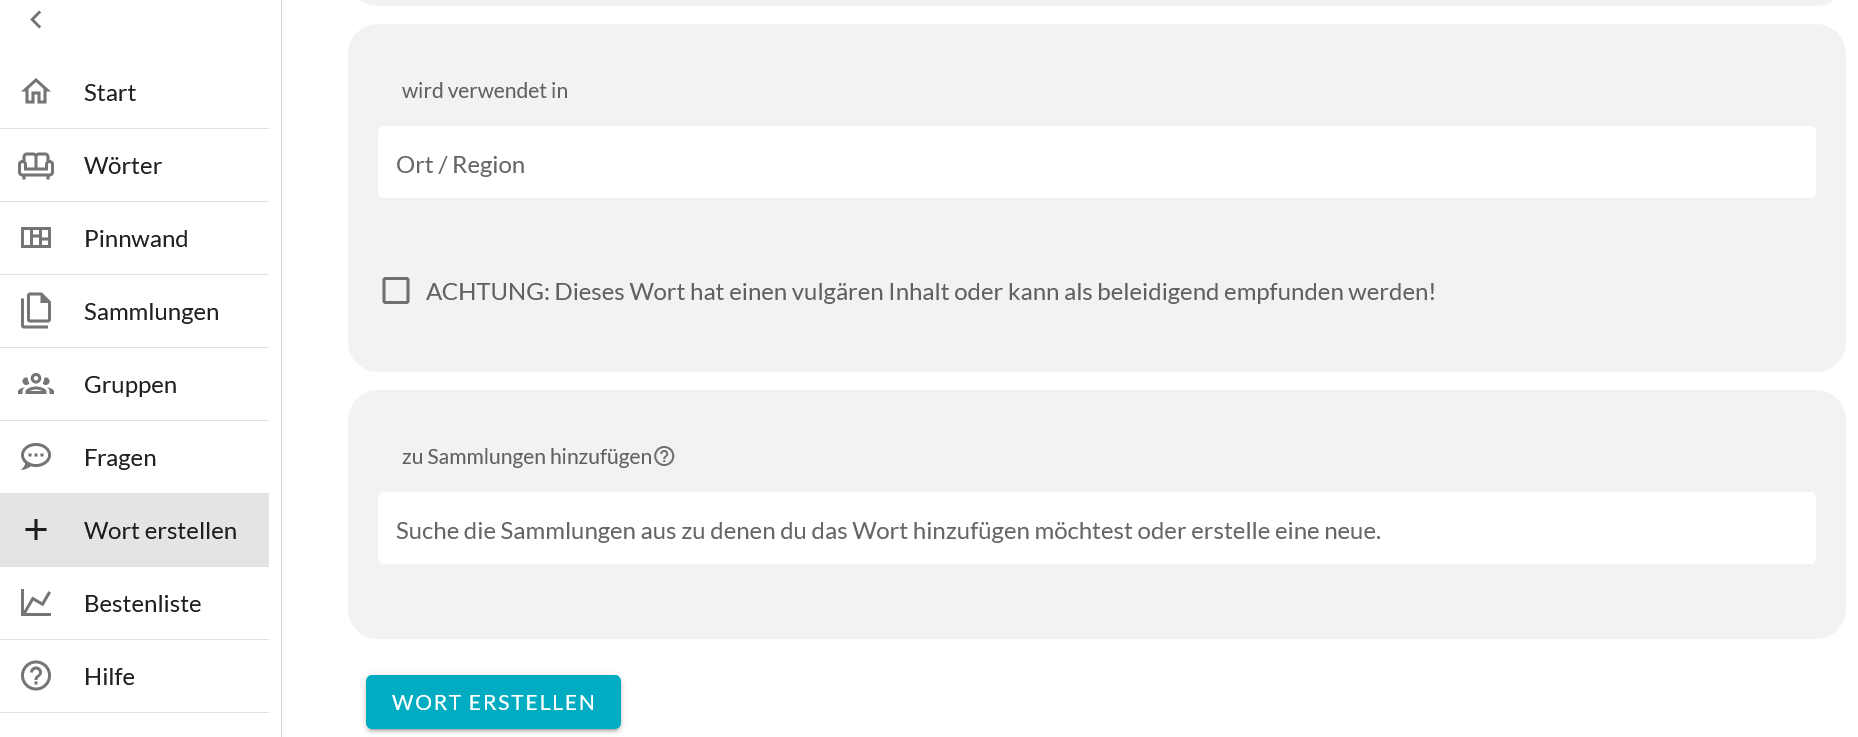 Start
Wörter
Pinnwand
Sammlungen
Gruppen
Fragen
Wort erstellen
Bestenliste
Hilfe
wird verwendet in
Ort / Region
ACHTUNG: Dieses Wort hat einen vulgären Inhalt oder kann als beleidigend empfunden werden!
zu Sammlungen hinzufügen
Suche die Sammlungen aus zu denen du das Wort hinzufügen möchtest oder erstelle eine neue.
WORT ERSTELLEN